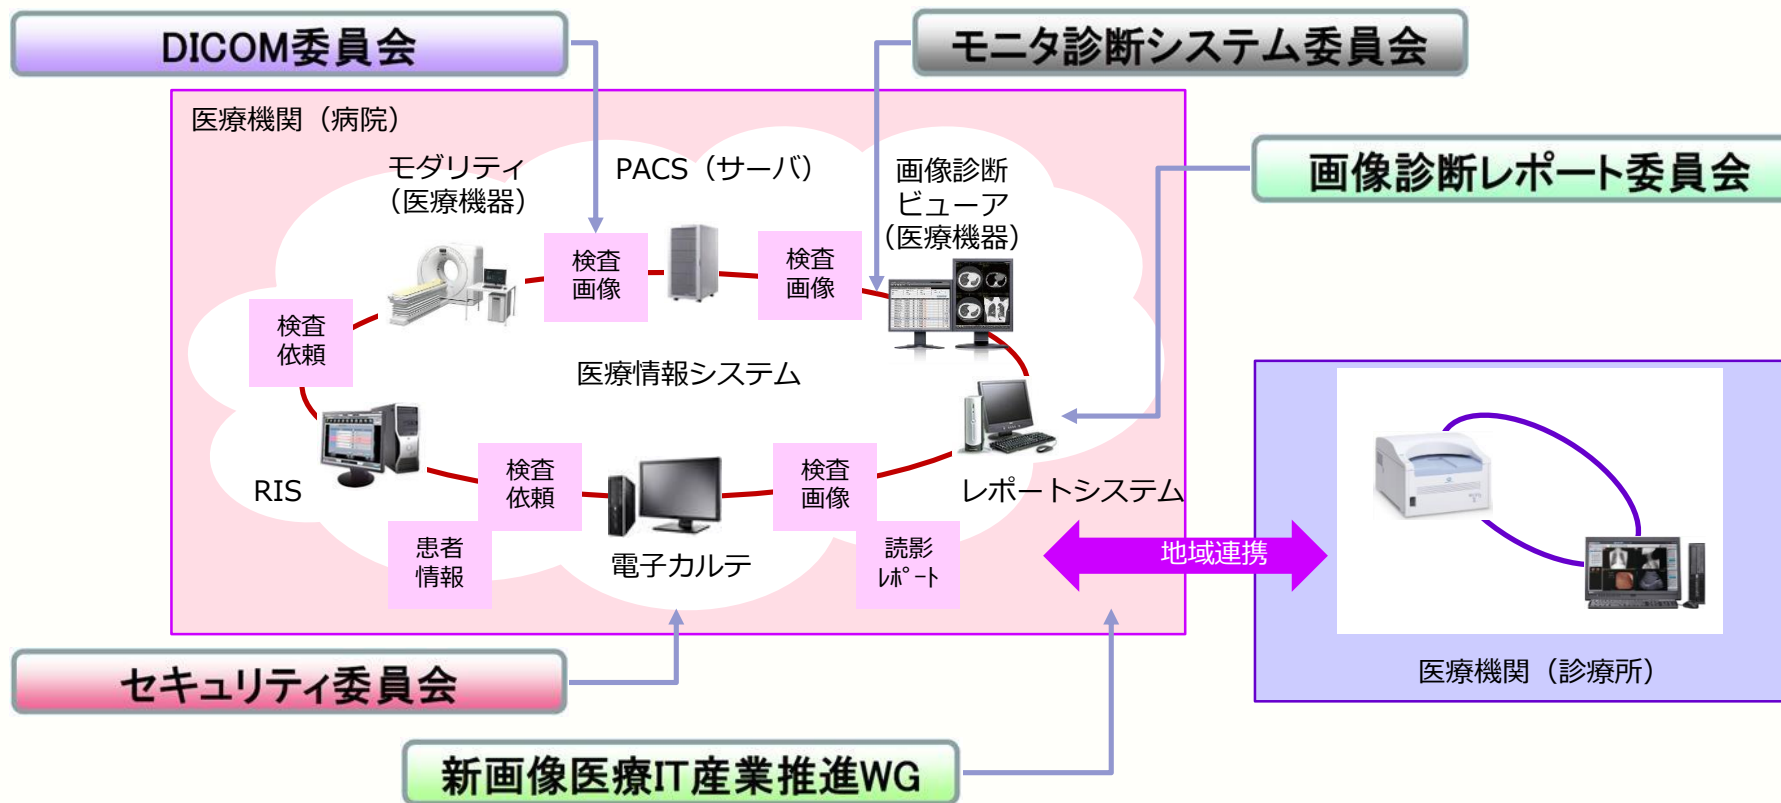 DICOM委員会
モニタ診断システム委員会
医療機関（病院）
モダリティ
（医療機器）
PACS（サーバ）
画像診断
ビューア
（医療機器）
画像診断レポート委員会
検査
画像
検査
画像
検査
依頼
医療情報システム
RIS
検査
依頼
検査
画像
レポートシステム
患者
情報
電子カルテ
読影
ﾚﾎﾟｰﾄ
地域連携
医療機関（診療所）
セキュリティ委員会
新画像医療IT産業推進WG